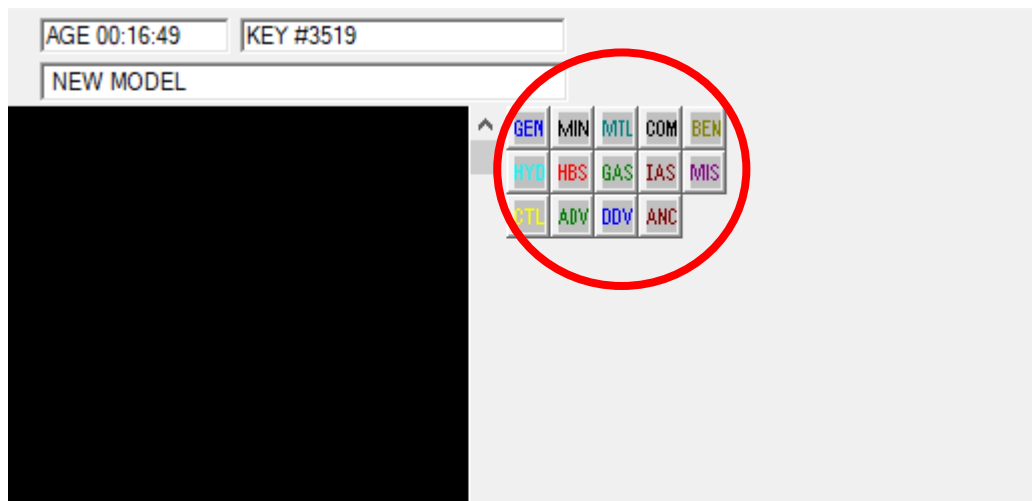 AGE 00:16:49 KEY #3519
NEW MODEL
GEN MIN MTL COM BEN
HYD HBS GAS IAS MIS
CTL ADV DDV ANC